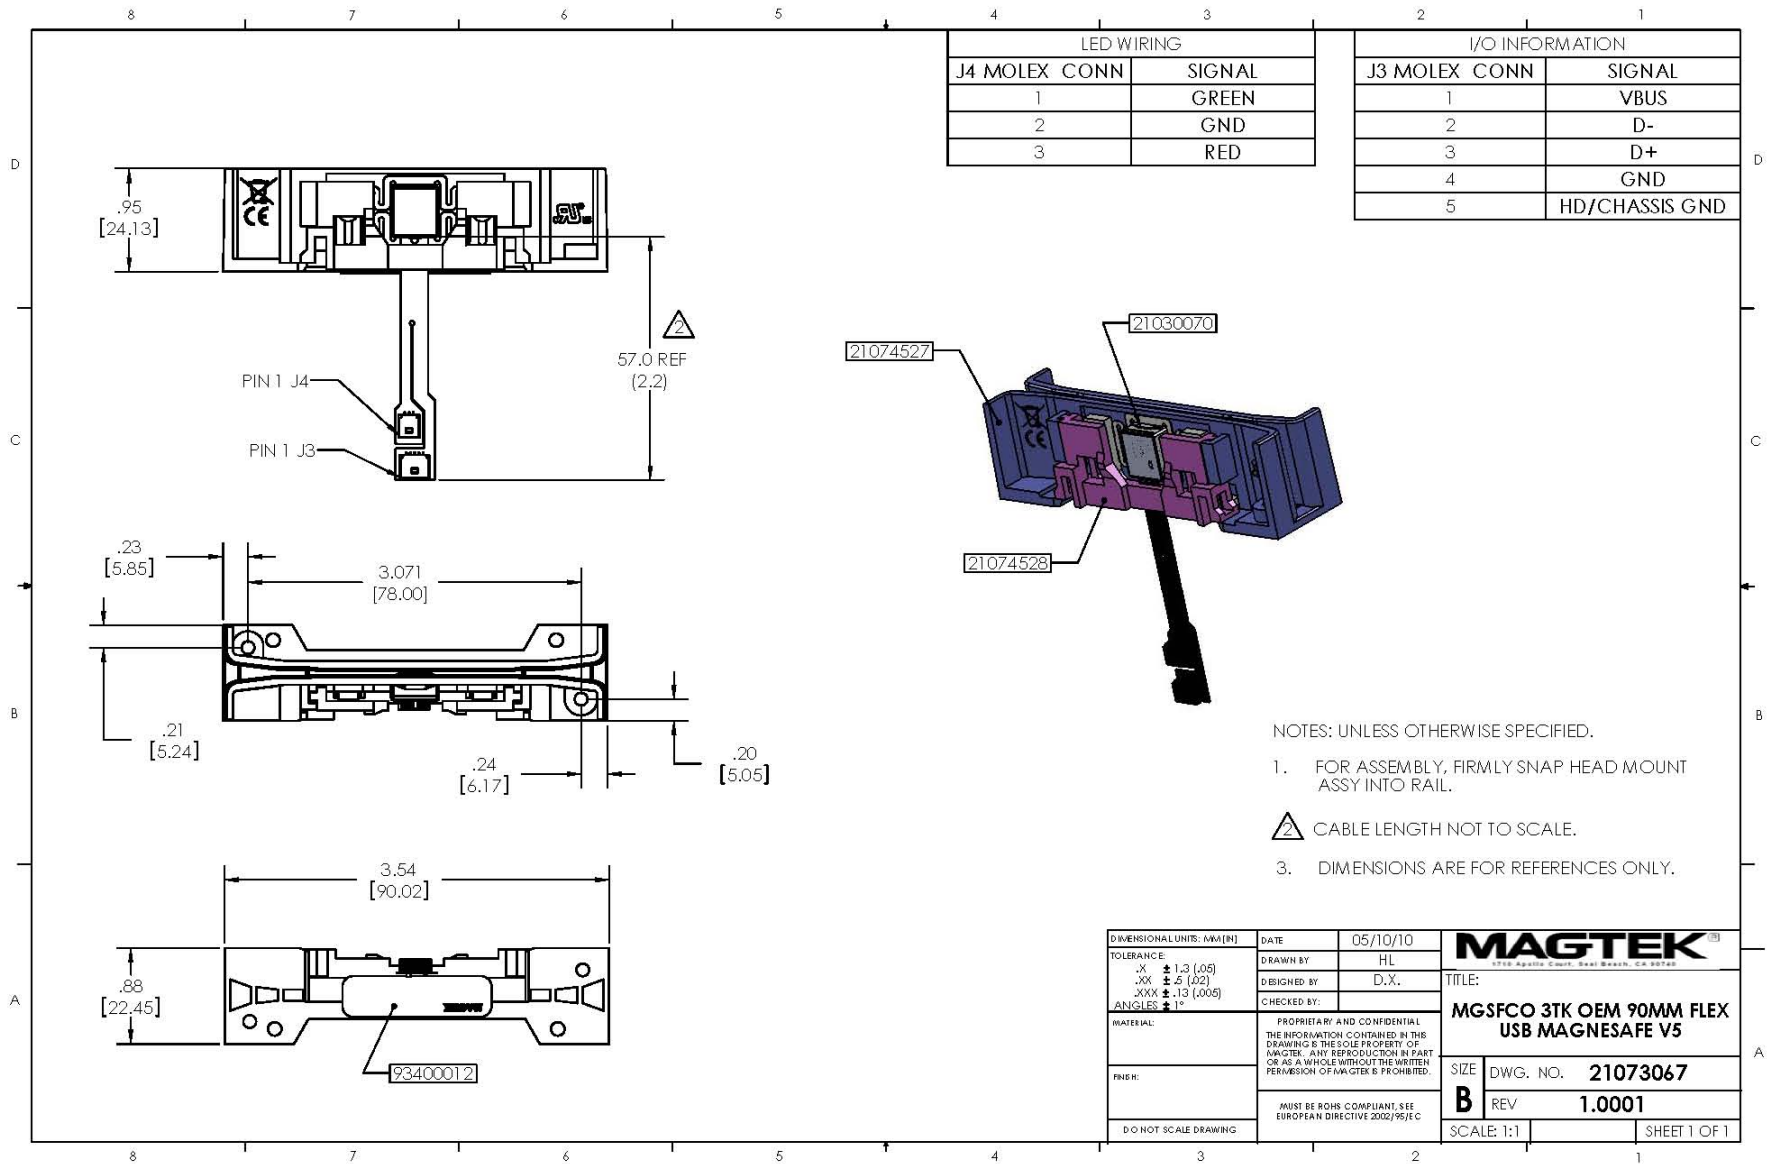 8 7 6 5 4 3 2 1
LED WIRING
J4 MOLEX CONN SIGNAL
1 GREEN
2 GND
3 RED
I/O INFORMATION
J3 MOLEX CONN SIGNAL
1 VBUS
2 D-
3 D+
4 GND
5 HD/CHASSIS GND
D D
.95
[24.13]
CE
57.0 REF
(2.2)
2
PIN 1 J4
PIN 1 J3
21030070
21074527
CE
21074528
C C
.23
[5.85]
3.071
[78.00]
.21
[5.24]
.24
[6.17]
.20
[5.05]
B B
NOTES: UNLESS OTHERWISE SPECIFIED.
1. FOR ASSEMBLY, FIRMLY SNAP HEAD MOUNT
ASSY INTO RAIL.
2 CABLE LENGTH NOT TO SCALE.
3. DIMENSIONS ARE FOR REFERENCES ONLY.
3.54
[90.02]
.88
[22.45]
93400012
A A
DIMENSIONAL UNITS: MM [IN]
TOLERANCE:
.X ± 1.3 (.05)
.XX ± .5 (.02)
.XXX ± .13 (.005)
ANGLES ± 1°
MATERIAL:
FINISH:
DO NOT SCALE DRAWING
DATE 05/10/10
DRAWN BY HL
DESIGNED BY D.X.
CHECKED BY:
PROPRIETARY AND CONFIDENTIAL
THE INFORMATION CONTAINED IN THIS
DRAWING IS THE SOLE PROPERTY OF
MAGTEK. ANY REPRODUCTION IN PART
OR AS A WHOLE WITHOUT THE WRITTEN
PERMISSION OF MAGTEK IS PROHIBITED.
MUST BE ROHS COMPLIANT, SEE
EUROPEAN DIRECTIVE 2002/95/EC
MAGTEK®
1710 Apollo Court, Seal Beach, CA 90740
TITLE:
MGSFCO 3TK OEM 90MM FLEX
USB MAGNESAFE V5
SIZE
B
DWG. NO. 21073067
REV 1.0001
SCALE: 1:1
SHEET 1 OF 1
8 7 6 5 4 3 2 1